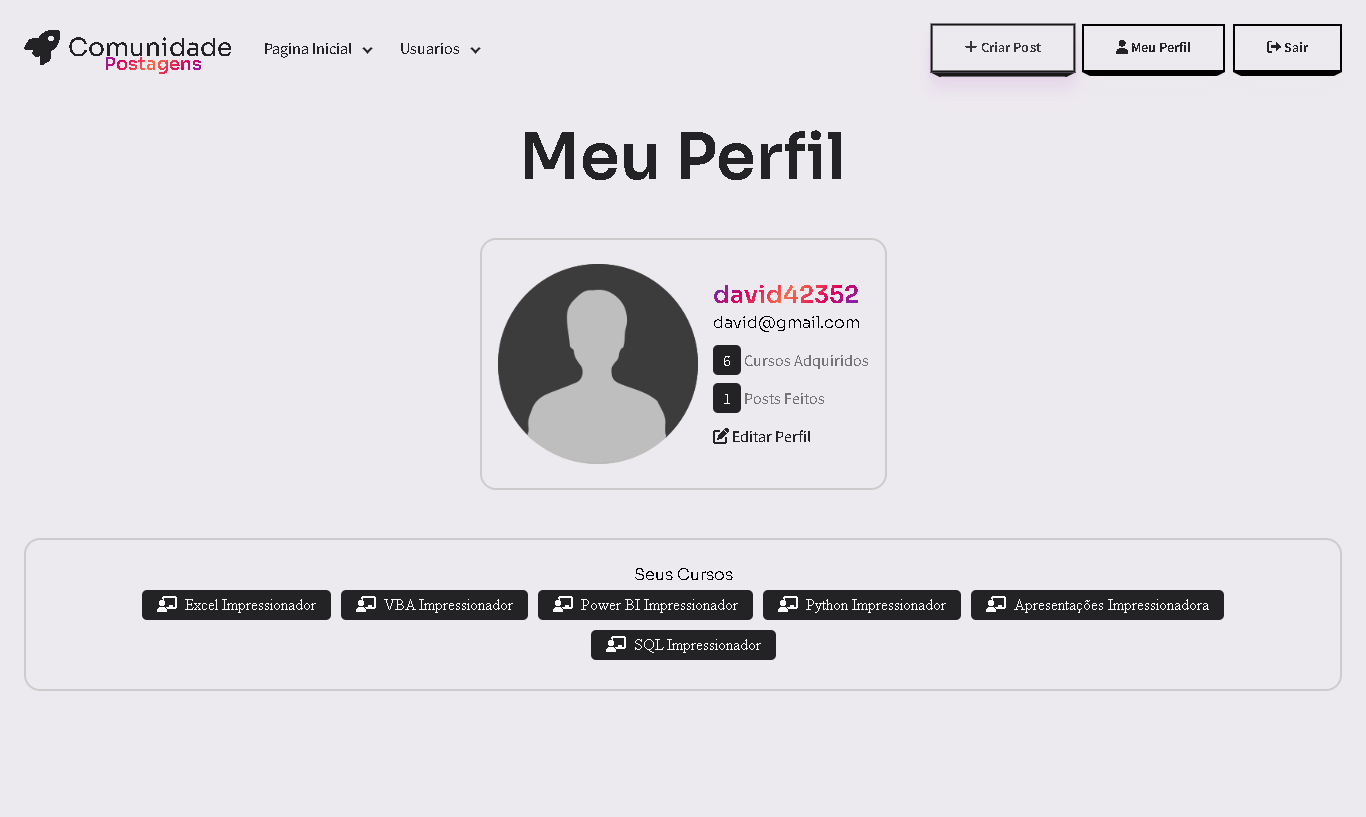 Comunidade
Postagens
Pagina Inicial
Usuarios
Criar Post
Meu Perfil
Sair
Meu Perfil
david42352
david@gmail.com
6 Cursos Adquiridos
1 Posts Feitos
Editar Perfil
Seus Cursos
Excel Impressionador
VBA Impressionador
Power BI Impressionador
Python Impressionador
Apresentações Impressionadora
SQL Impressionador